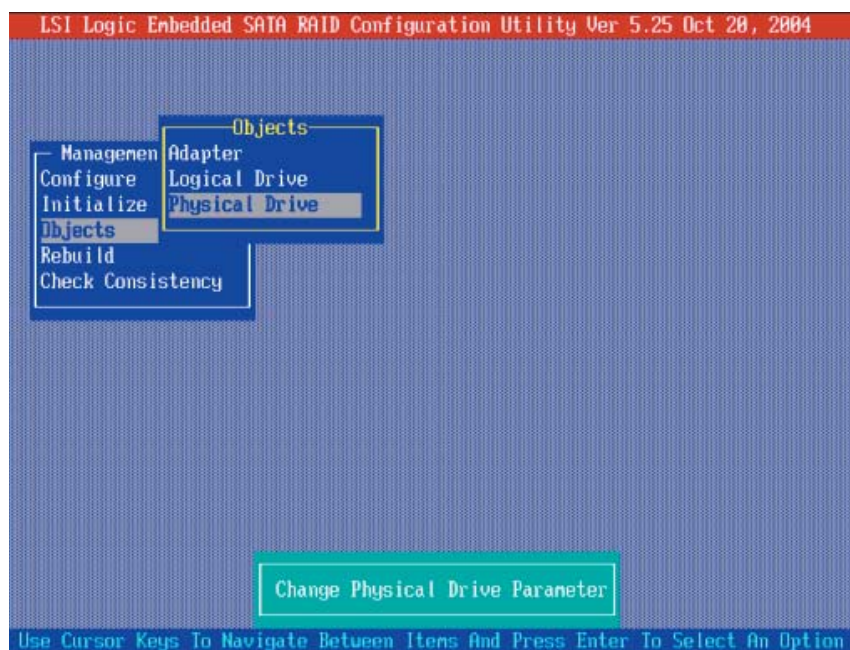 LSI Logic Embedded SATA RAID Configuration Utility Ver 5.25 Oct 20, 2004
Objects
Managemen
Adapter
Configure
Logical Drive
Initialize
Physical Drive
Objects
Rebuild
Check Consistency
Change Physical Drive Parameter
Use Cursor Keys To Navigate Between Items And Press Enter To Select An Option